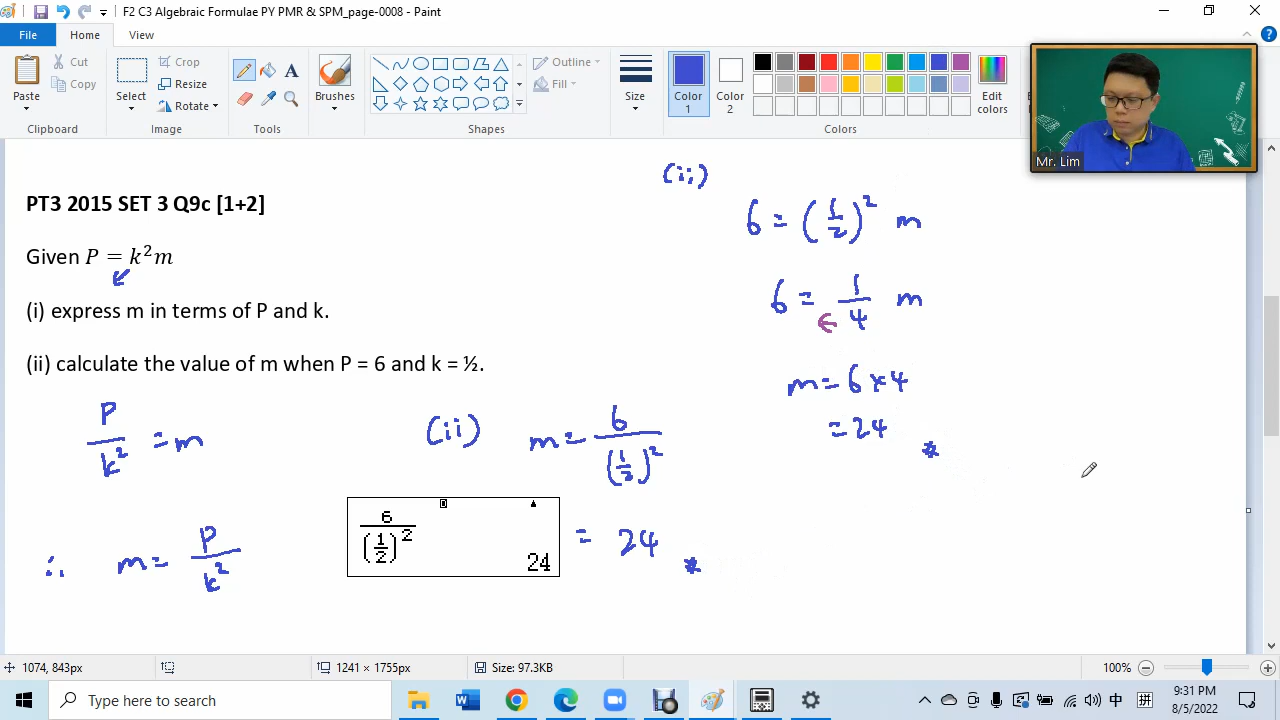 F2 C3 Algebraic Formulae PY PMR & SPM_page-0008 - Paint
File Home View
Paste Cut Copy Clipboard
Select Crop Resize Rotate Image
Tools
Brushes
Outline Fill Shapes
Size
Color 1 Color 2 Edit colors Colors
Mr. Lim
PT3 2015 SET 3 Q9c [1+2]
Given P = k²m
(i) express m in terms of P and k.
(ii) calculate the value of m when P = 6 and k = ½.
P/k² = m
∴ m = P/k²
(ii) m = 6/(1/2)²
6/(1/2)² 24
= 24 *
(ii)
6 = (1/2)² m
6 = 1/4 m
m = 6 × 4
= 24 *
1074, 843px 1241 × 1755px Size: 97.3KB 100%
Type here to search
中 拼 9:31 PM
8/5/2022